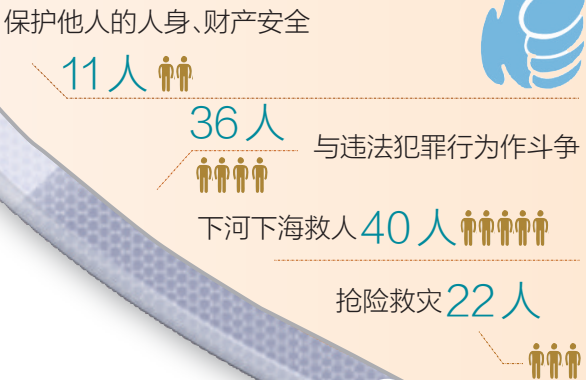 保护他人的人身、财产安全
11人
36人
与违法犯罪行为作斗争
下河下海救人40人
抢险救灾22人